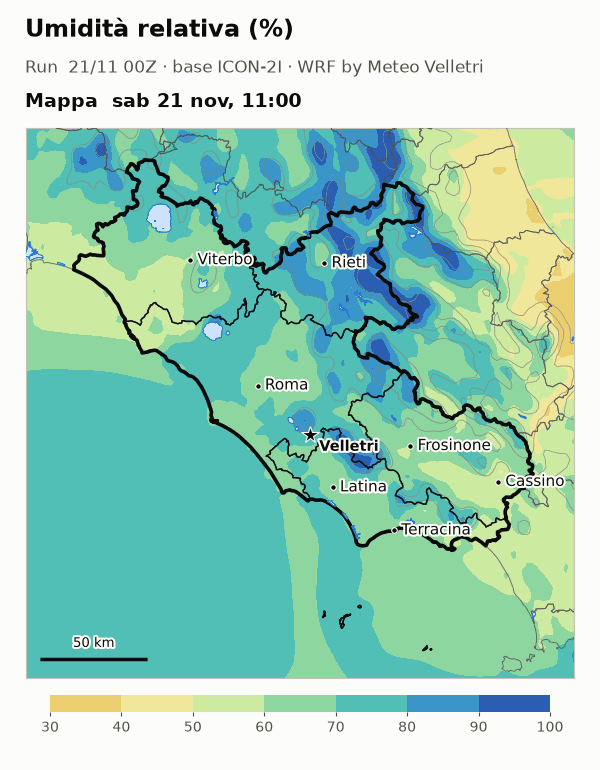 Umidità relativa (%)
Run  21/11 00Z · base ICON-2I · WRF by Meteo Velletri
Mappa  sab 21 nov, 11:00
Viterbo
Rieti
Roma
Velletri
Frosinone
Latina
Cassino
Terracina
50 km
30 40 50 60 70 80 90 100